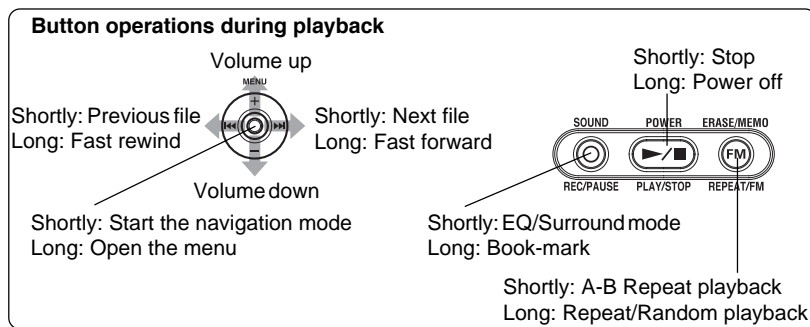 Button operations during playback
Volume up
MENU
+
Shortly: Previous file
Long: Fast rewind
Shortly: Next file
Long: Fast forward
−
Volume down
Shortly: Start the navigation mode
Long: Open the menu
Shortly: Stop
Long: Power off
SOUND POWER ERASE/MEMO
FM
REC/PAUSE PLAY/STOP REPEAT/FM
Shortly: EQ/Surround mode
Long: Book-mark
Shortly: A-B Repeat playback
Long: Repeat/Random playback